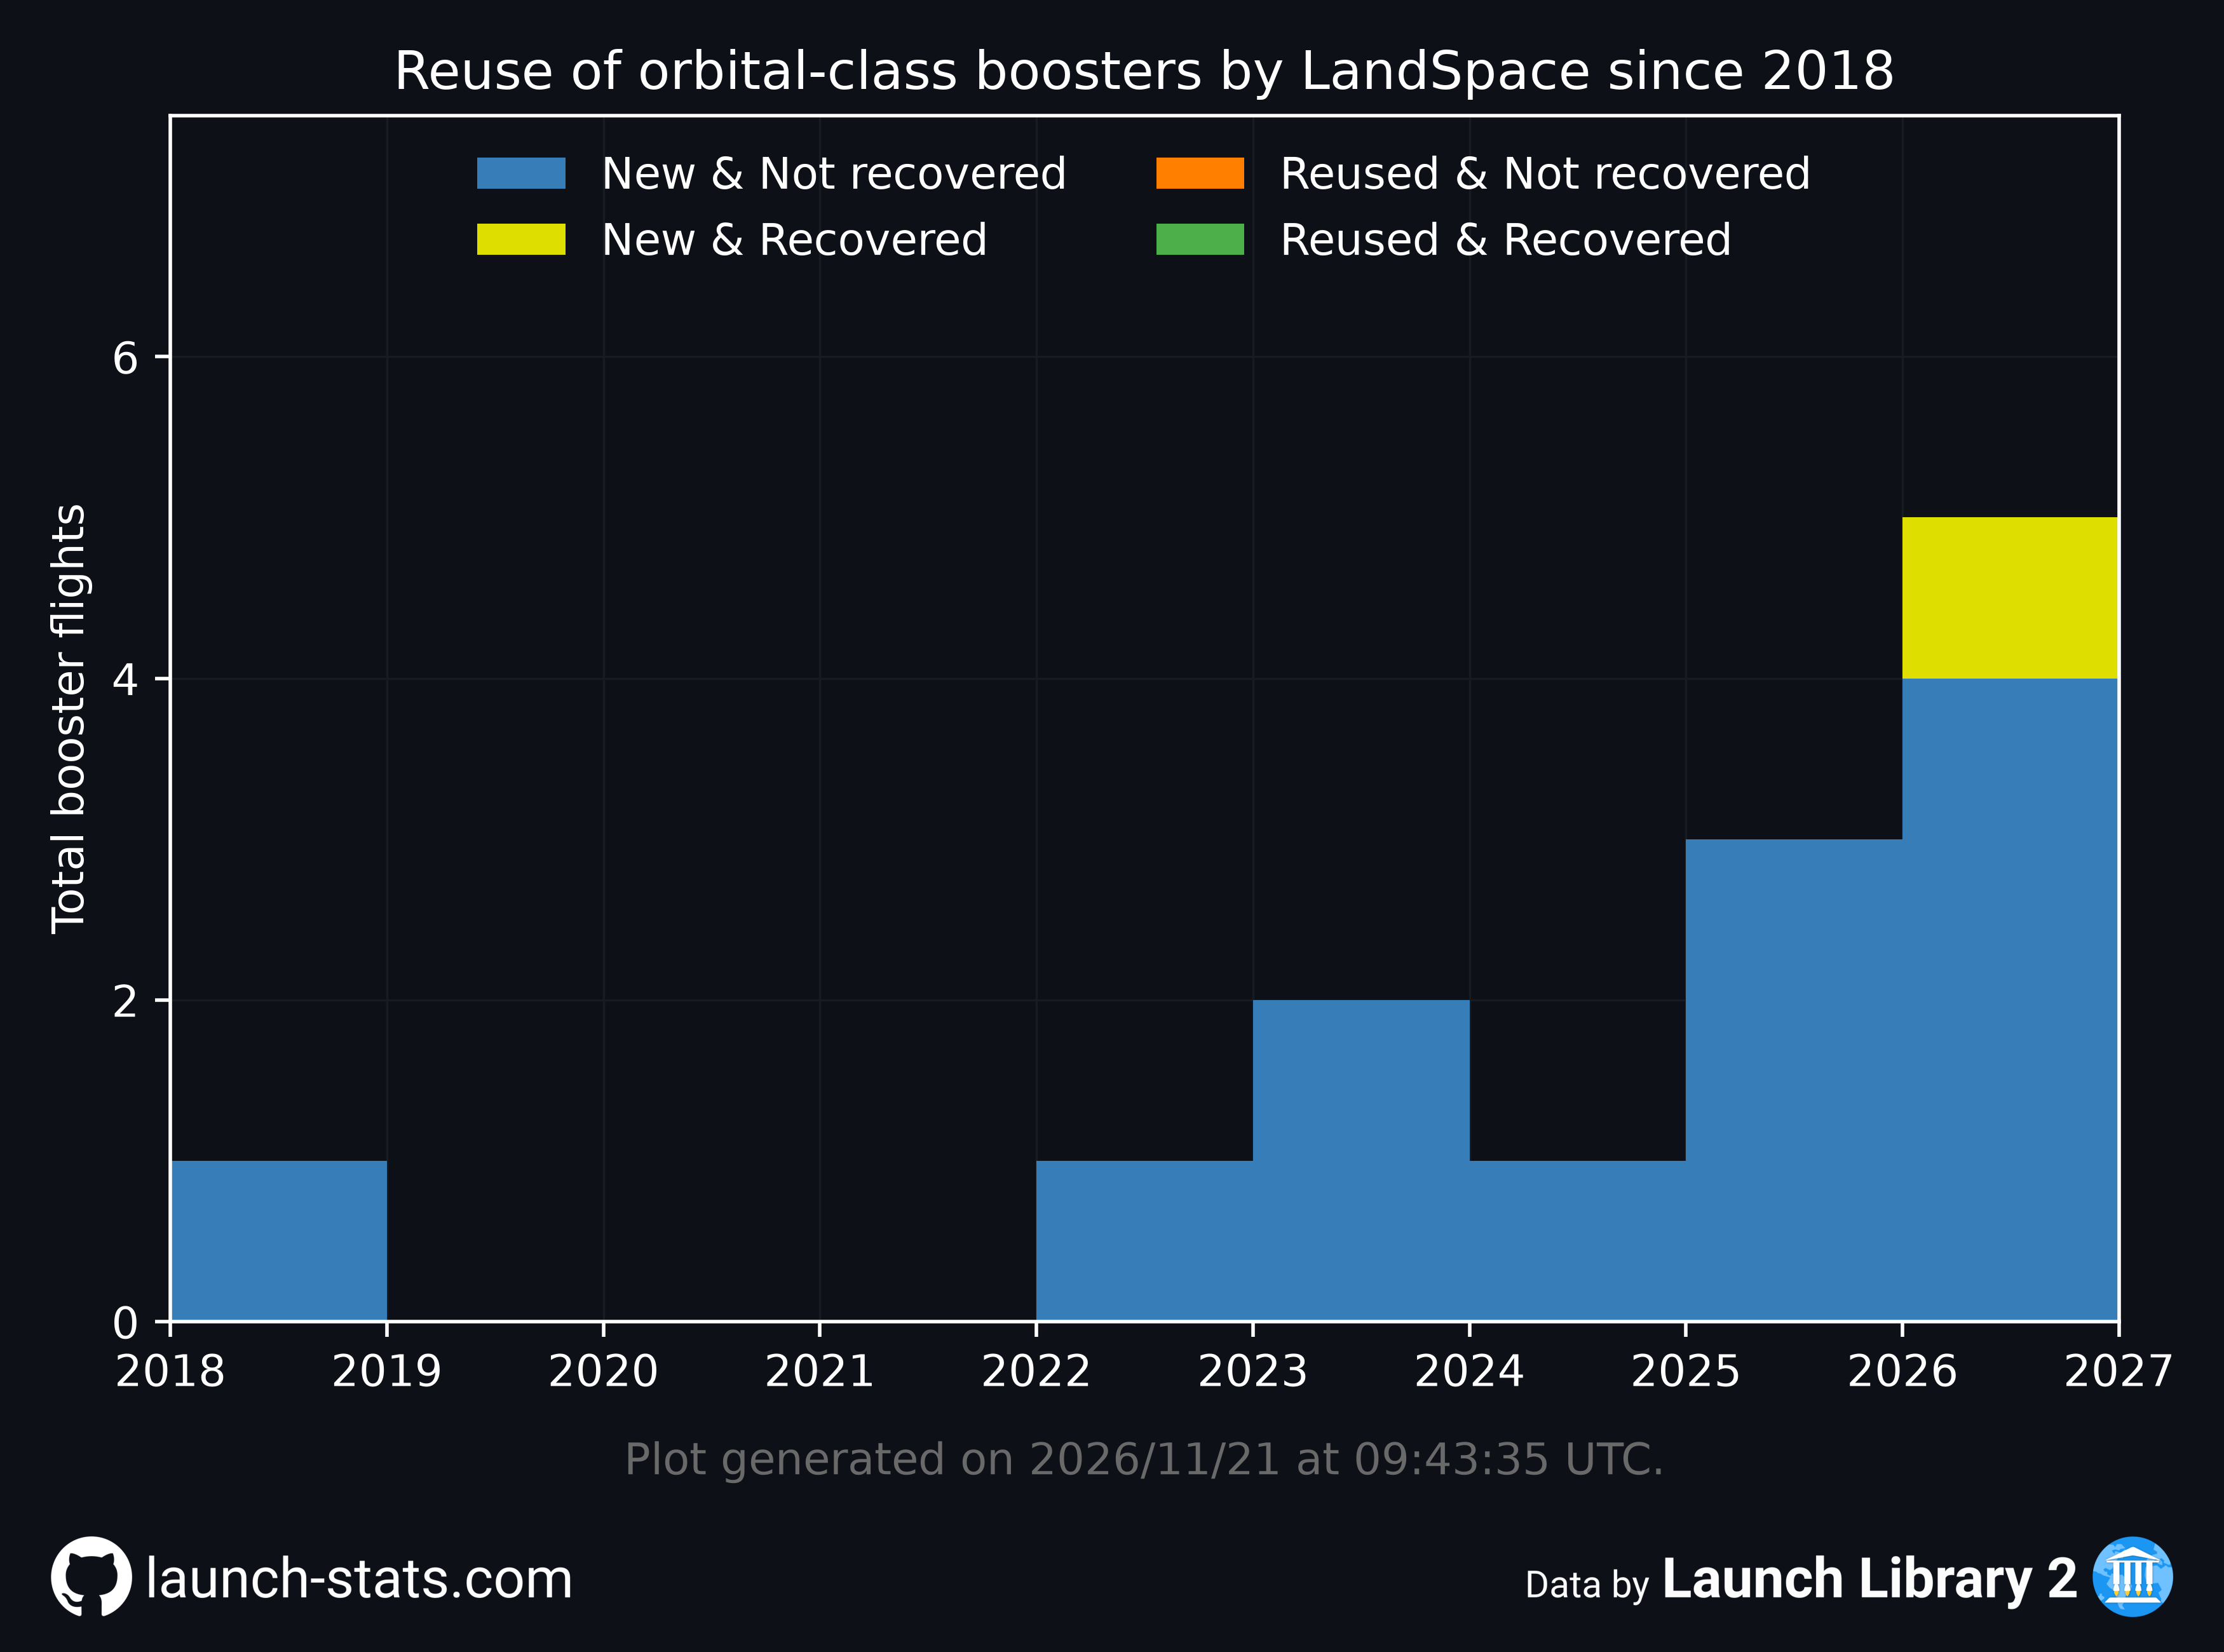 Reuse of orbital-class boosters by LandSpace since 2018
New & Not recovered
New & Recovered
Reused & Not recovered
Reused & Recovered
Total booster flights
6
4
2
0
2018 2019 2020 2021 2022 2023 2024 2025 2026 2027
Plot generated on 2026/11/21 at 09:43:35 UTC.
launch-stats.com
Data by Launch Library 2